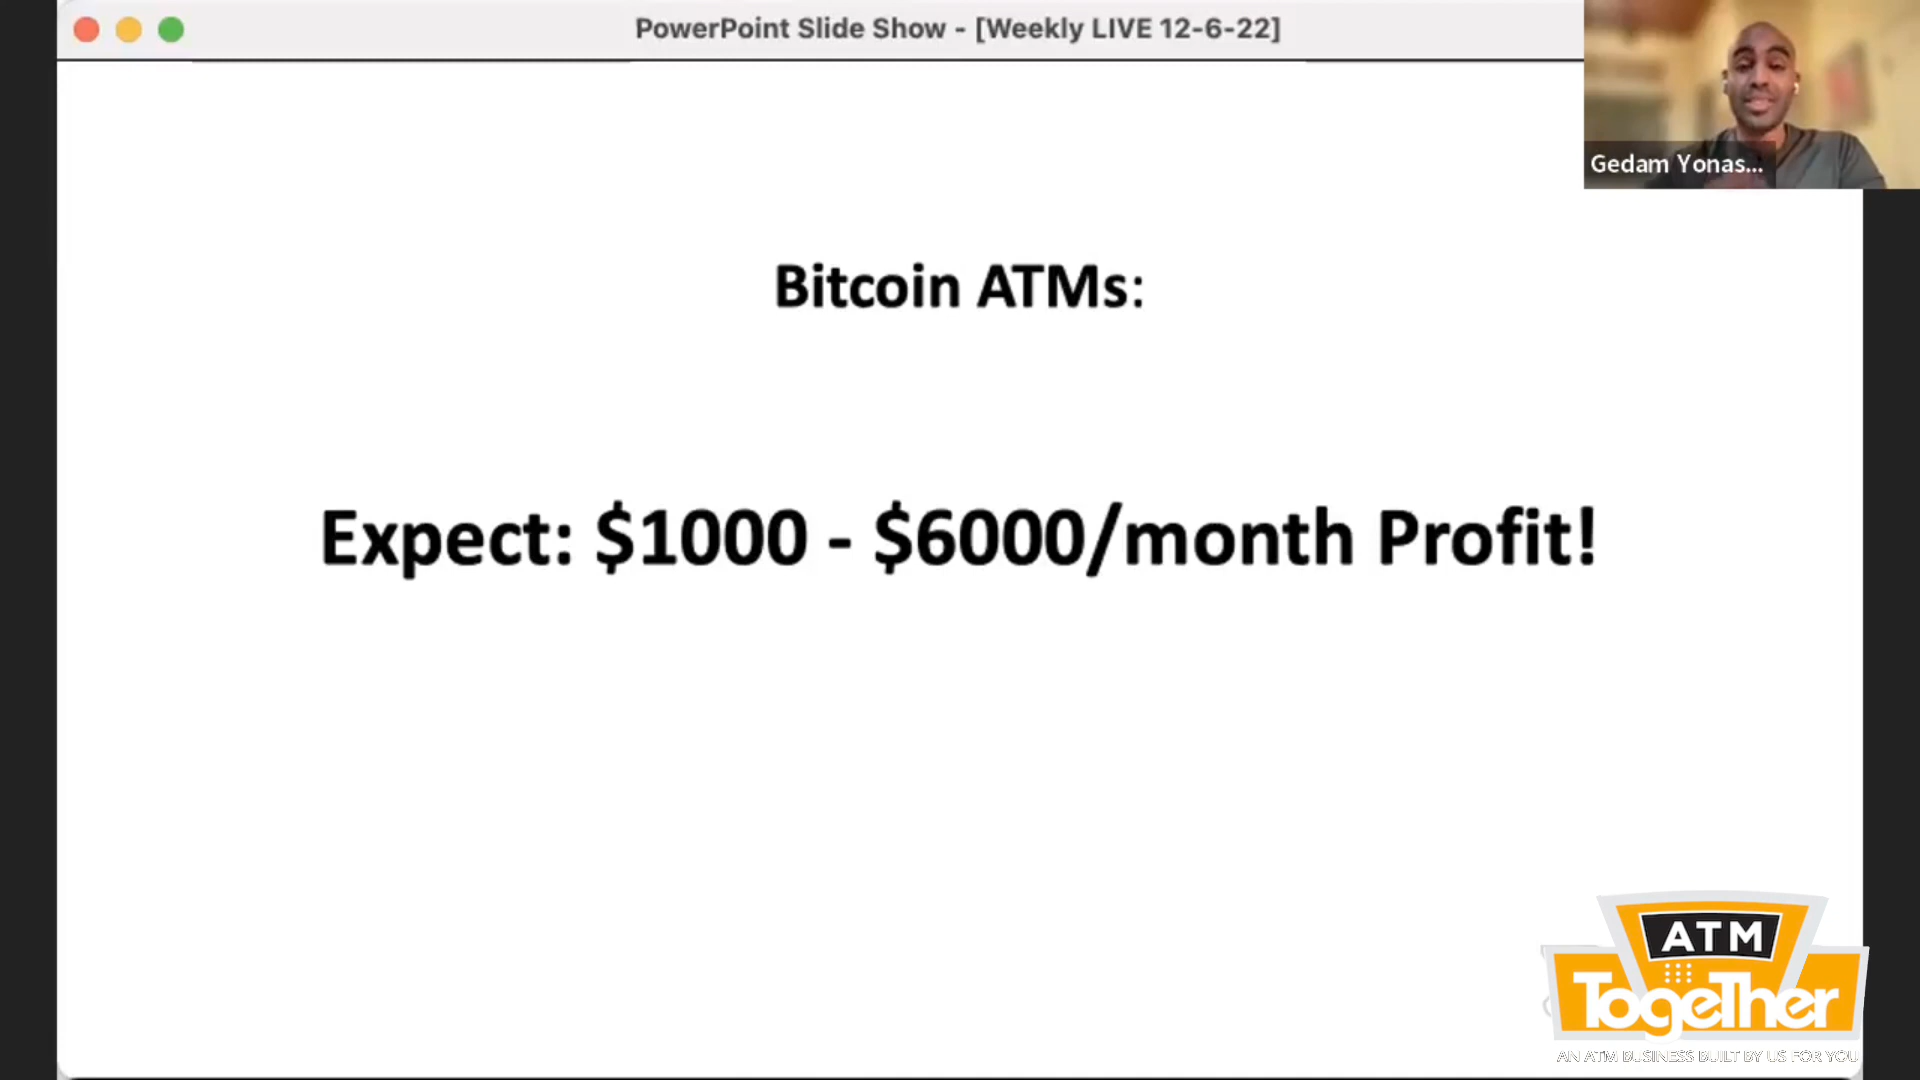 PowerPoint Slide Show - [Weekly LIVE 12-6-22]
Gedam Yonas...
Bitcoin ATMs:
Expect: $1000 - $6000/month Profit!
ATM
TogeTher
AN ATM BUSINESS BUILT BY US FOR YOU